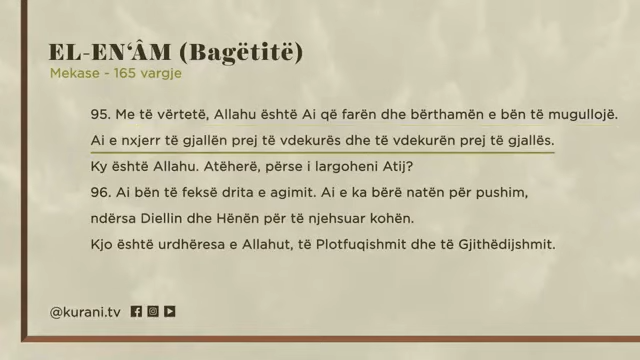 EL-EN‘ÂM (Bagëtitë)
Mekase - 165 vargje
95. Me të vërtetë, Allahu është Ai që farën dhe bërthamën e bën të mugullojë.
Ai e nxjerr të gjallën prej të vdekurës dhe të vdekurën prej të gjallës.
Ky është Allahu. Atëherë, përse i largoheni Atij?
96. Ai bën të feksë drita e agimit. Ai e ka bërë natën për pushim,
ndërsa Diellin dhe Hënën për të njehsuar kohën.
Kjo është urdhëresa e Allahut, të Plotfuqishmit dhe të Gjithëdijshmit.
@kurani.tv